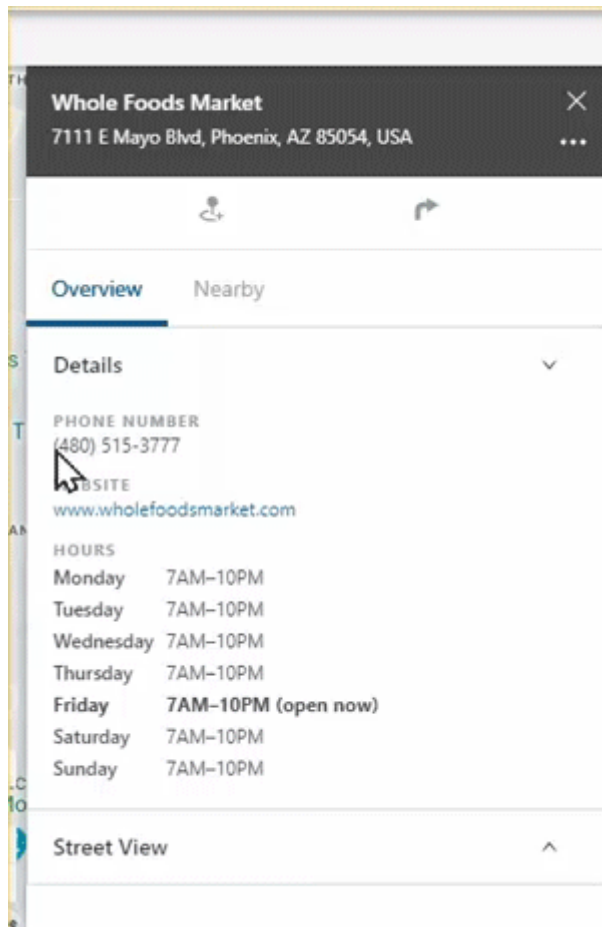 Whole Foods Market
7111 E Mayo Blvd, Phoenix, AZ 85054, USA
Overview Nearby
Details
PHONE NUMBER
(480) 515-3777
WEBSITE
www.wholefoodsmarket.com
HOURS
Monday 7AM–10PM
Tuesday 7AM–10PM
Wednesday 7AM–10PM
Thursday 7AM–10PM
Friday 7AM–10PM (open now)
Saturday 7AM–10PM
Sunday 7AM–10PM
Street View